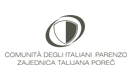 COMUNITÀ DEGLI ITALIANI PARENZO
ZAJEDNICA TALIJANA POREČ